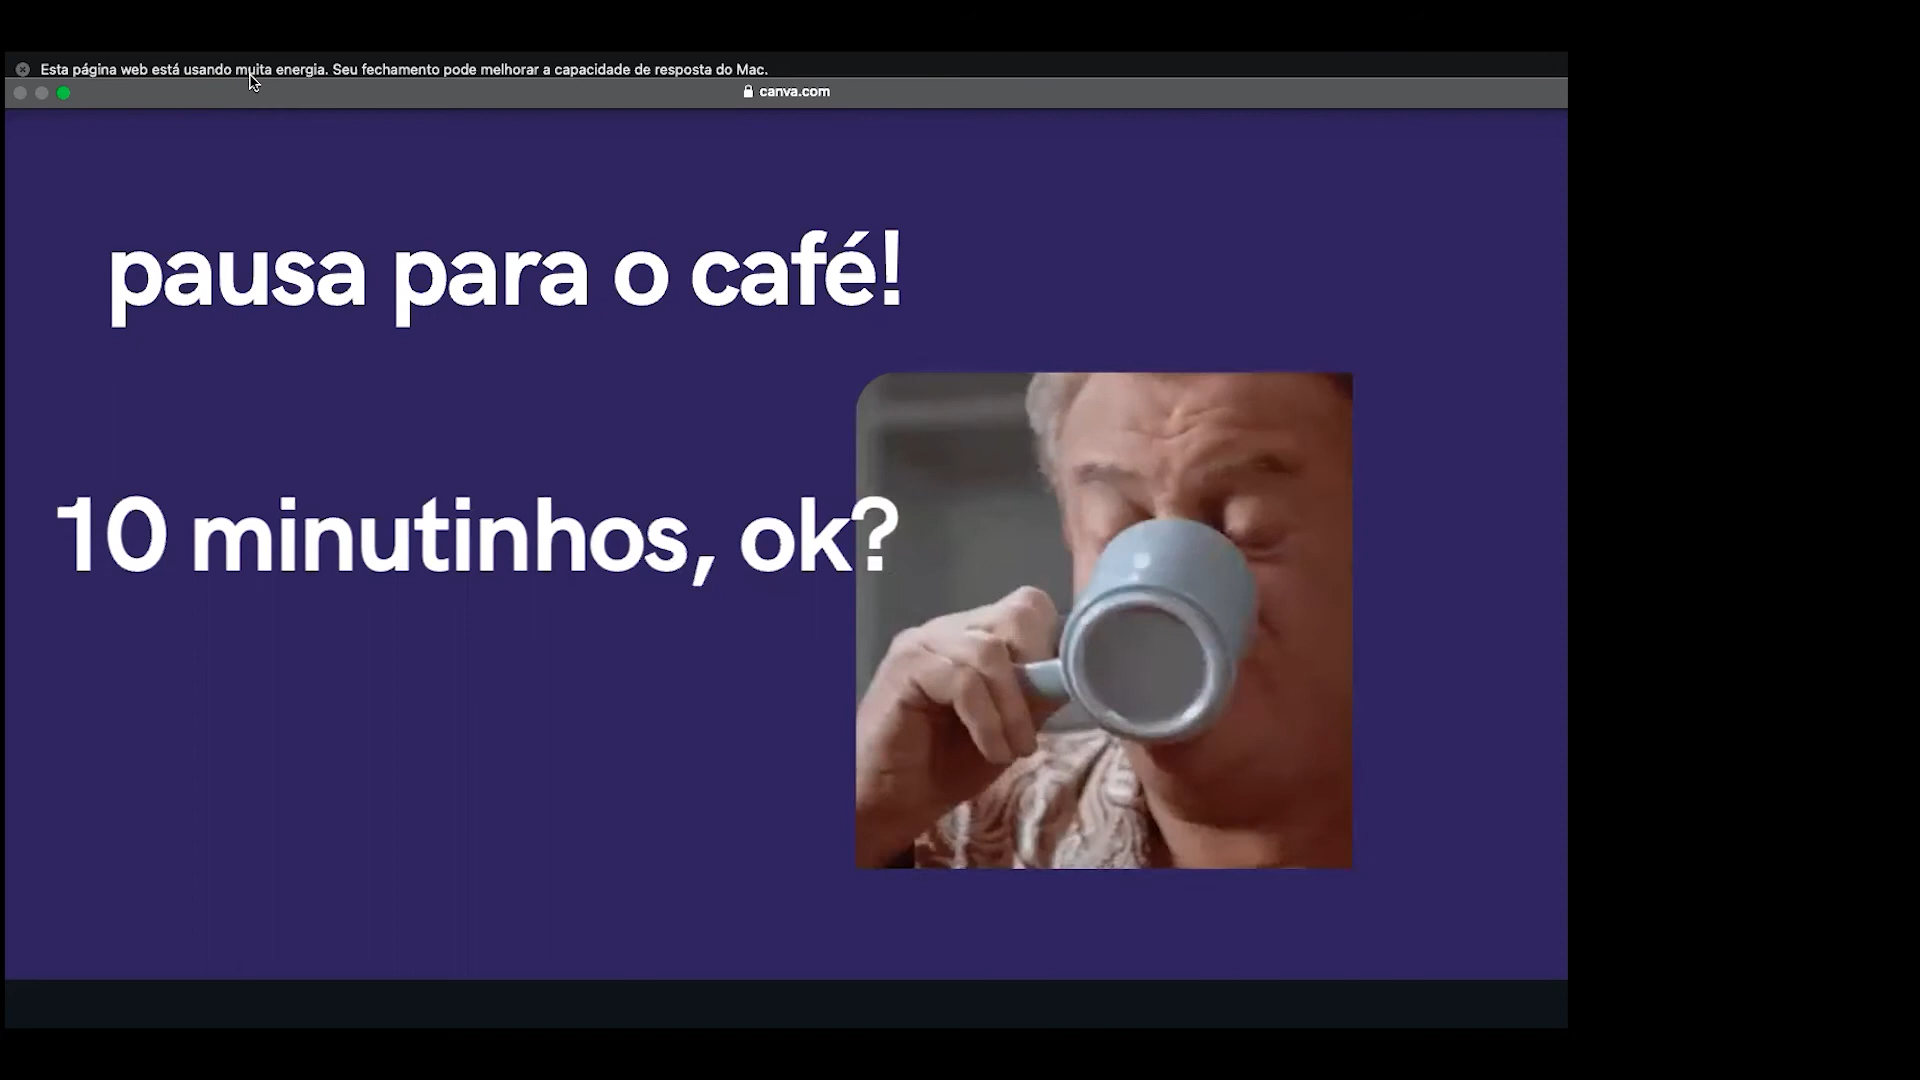 Esta página web está usando muita energia. Seu fechamento pode melhorar a capacidade de resposta do Mac.
canva.com
pausa para o café!
10 minutinhos, ok?